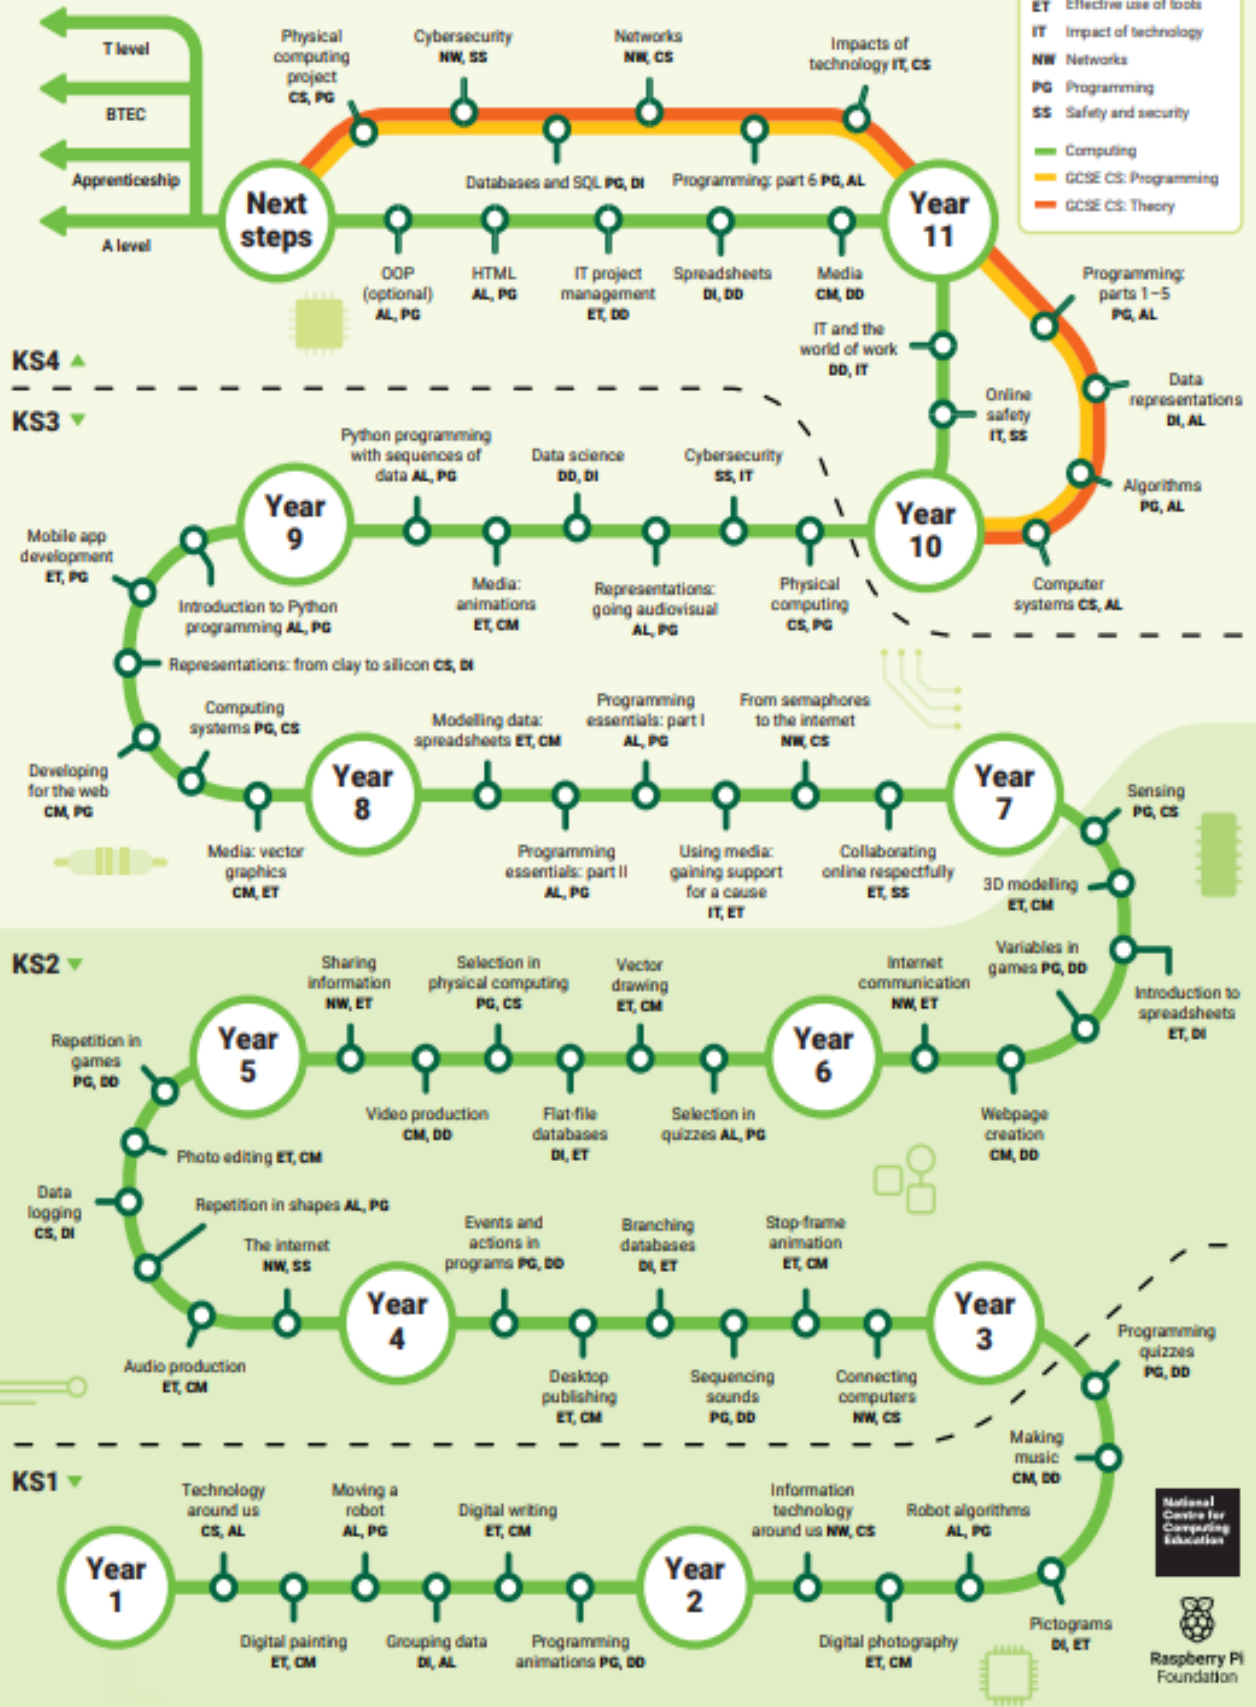 T level
BTEC
Apprenticeship
A level
Next
steps
Physical
computing
project
CS, PG
Cybersecurity
NW, SS
Networks
NW, CS
Impacts of
technology IT, CS
Databases and SQL PG, DI
Programming: part 6 PG, AL
Year
11
ET Effective use of tools
IT Impact of technology
NW Networks
PG Programming
SS Safety and security
Computing
GCSE CS: Programming
GCSE CS: Theory
OOP
(optional)
AL, PG
HTML
AL, PG
IT project
management
ET, DD
Spreadsheets
DI, DD
Media
CM, DD
IT and the
world of work
DD, IT
Online
safety
IT, SS
Programming:
parts 1–5
PG, AL
Data
representations
DI, AL
Algorithms
PG, AL
Computer
systems CS, AL
KS4
KS3
Year
10
Year
9
Python programming
with sequences of
data AL, PG
Data science
DD, DI
Cybersecurity
SS, IT
Media:
animations
ET, CM
Representations:
going audiovisual
AL, PG
Physical
computing
CS, PG
Mobile app
development
ET, PG
Introduction to Python
programming AL, PG
Representations: from clay to silicon CS, DI
Computing
systems PG, CS
Developing
for the web
CM, PG
Media: vector
graphics
CM, ET
Year
8
Modelling data:
spreadsheets ET, CM
Programming
essentials: part I
AL, PG
From semaphores
to the internet
NW, CS
Programming
essentials: part II
AL, PG
Using media:
gaining support
for a cause
IT, ET
Collaborating
online respectfully
ET, SS
Year
7
Sensing
PG, CS
3D modelling
ET, CM
Variables in
games PG, DD
Introduction to
spreadsheets
ET, DI
KS2
Year
5
Sharing
information
NW, ET
Selection in
physical computing
PG, CS
Vector
drawing
ET, CM
Video production
CM, DD
Flat-file
databases
DI, ET
Selection in
quizzes AL, PG
Year
6
Internet
communication
NW, ET
Webpage
creation
CM, DD
Repetition in
games
PG, DD
Photo editing ET, CM
Data
logging
CS, DI
Repetition in shapes AL, PG
The internet
NW, SS
Audio production
ET, CM
Year
4
Events and
actions in
programs PG, DD
Branching
databases
DI, ET
Stop-frame
animation
ET, CM
Desktop
publishing
ET, CM
Sequencing
sounds
PG, DD
Connecting
computers
NW, CS
Year
3
Programming
quizzes
PG, DD
Making
music
CM, DD
KS1
Year
1
Technology
around us
CS, AL
Moving a
robot
AL, PG
Digital writing
ET, CM
Digital painting
ET, CM
Grouping data
DI, AL
Programming
animations PG, DD
Year
2
Information
technology
around us NW, CS
Robot algorithms
AL, PG
Digital photography
ET, CM
Pictograms
DI, ET
National
Centre for
Computing
Education
Raspberry Pi
Foundation